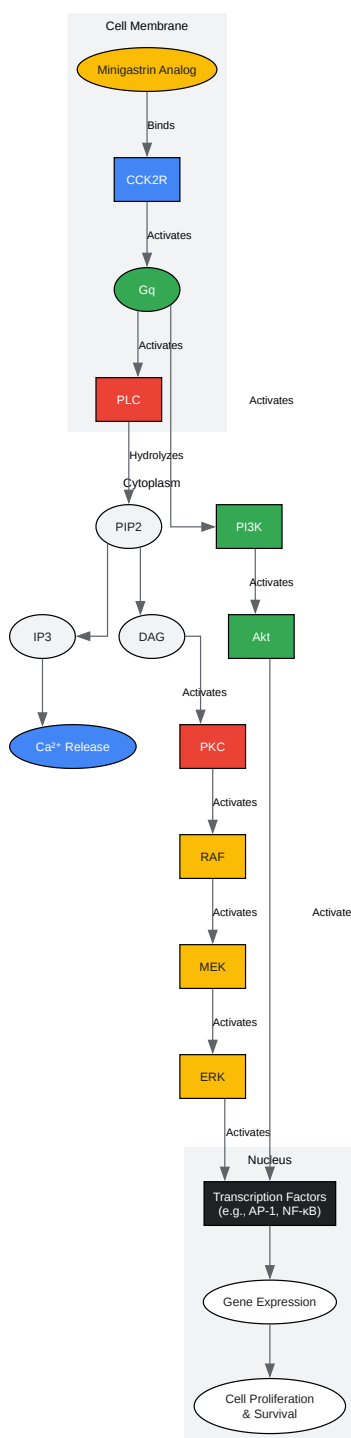 Cell Membrane
Minigastrin Analog
Binds
CCK2R
Activates
Gq
Activates
PLC
Activates
Hydrolyzes
Cytoplasm
PIP2
PI3K
Activates
IP3
DAG
Akt
Activates
Ca²⁺ Release
PKC
Activates
RAF
Activates
Activate
MEK
Activates
ERK
Activates
Nucleus
Transcription Factors
(e.g., AP-1, NF-κB)
Gene Expression
Cell Proliferation
& Survival